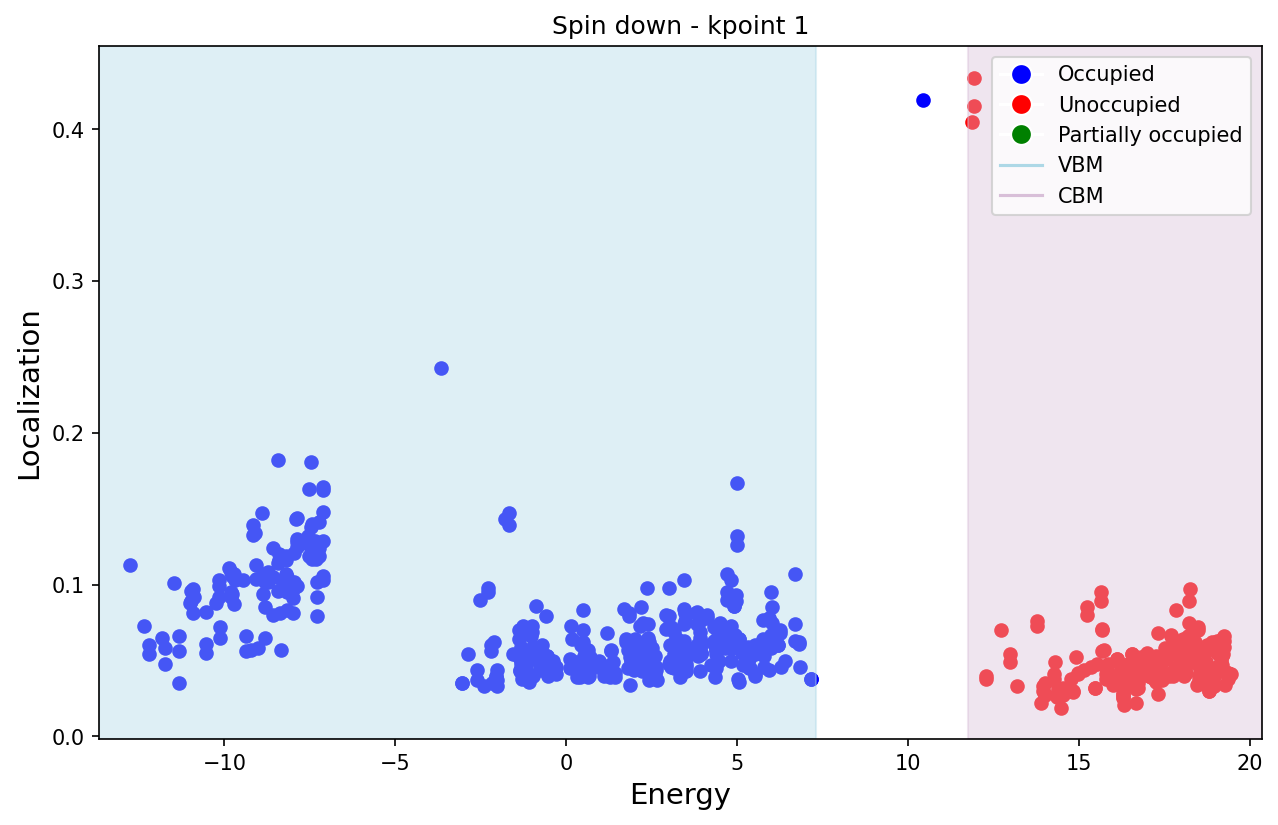 Spin down - kpoint 1
Localization
0.4
0.3
0.2
0.1
0.0
−10
−5
0
5
10
15
20
Energy
Occupied
Unoccupied
Partially occupied
VBM
CBM